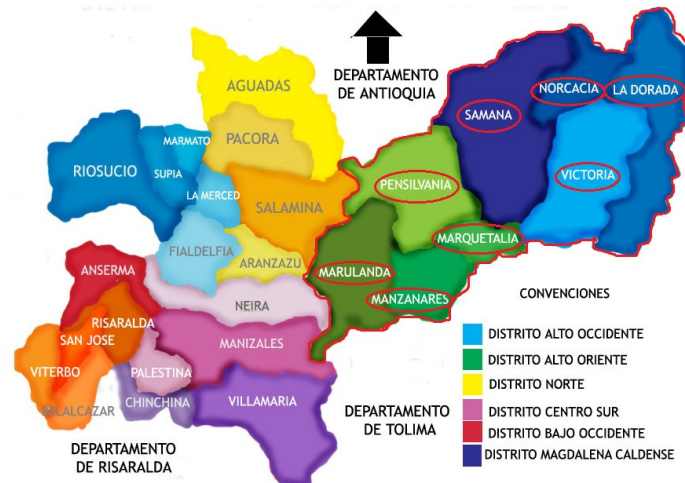 DEPARTAMENTO
DE ANTIOQUIA
AGUADAS
PACORA
MARMATO
RIOSUCIO
SUPIA
LA MERCED
SALAMINA
FIALDELFIA
ARANZAZU
ANSERMA
NEIRA
RISARALDA
SAN JOSE
MANIZALES
VITERBO
PALESTINA
BELALCAZAR
CHINCHINA
VILLAMARIA
NORCACIA
LA DORADA
SAMANA
PENSILVANIA
VICTORIA
MARQUETALIA
MARULANDA
MANZANARES
DEPARTAMENTO
DE RISARALDA
DEPARTAMENTO
DE TOLIMA
CONVENCIONES
DISTRITO ALTO OCCIDENTE
DISTRITO ALTO ORIENTE
DISTRITO NORTE
DISTRITO CENTRO SUR
DISTRITO BAJO OCCIDENTE
DISTRITO MAGDALENA CALDENSE